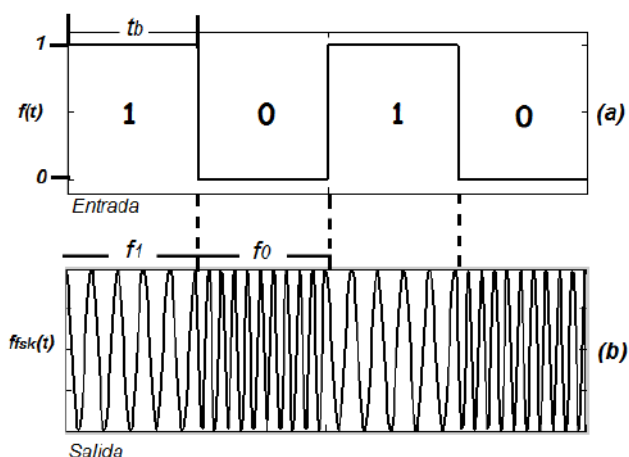 tb
1
f(t)
1 0 1 0
(a)
0
Entrada
f1 f0
ffsk(t)
(b)
Salida